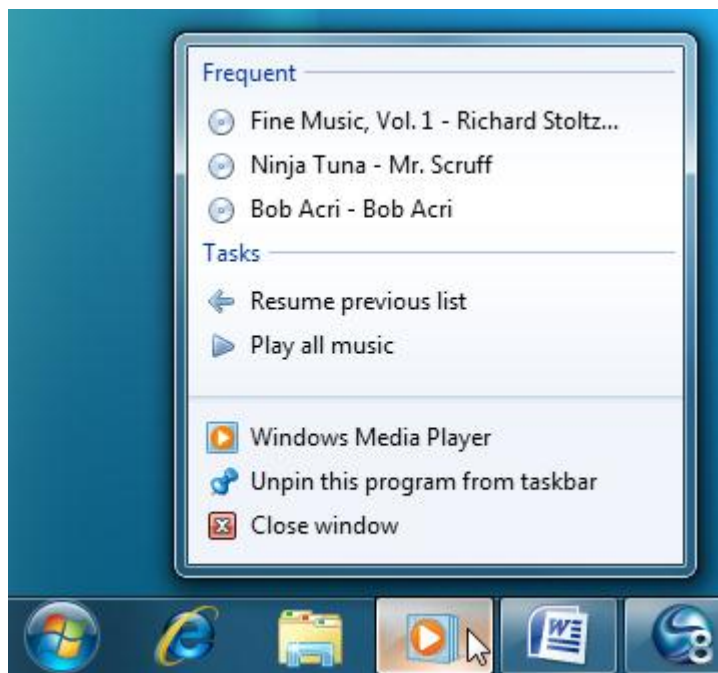 Frequent
Fine Music, Vol. 1 - Richard Stoltz...
Ninja Tuna - Mr. Scruff
Bob Acri - Bob Acri
Tasks
Resume previous list
Play all music
Windows Media Player
Unpin this program from taskbar
Close window
W
8